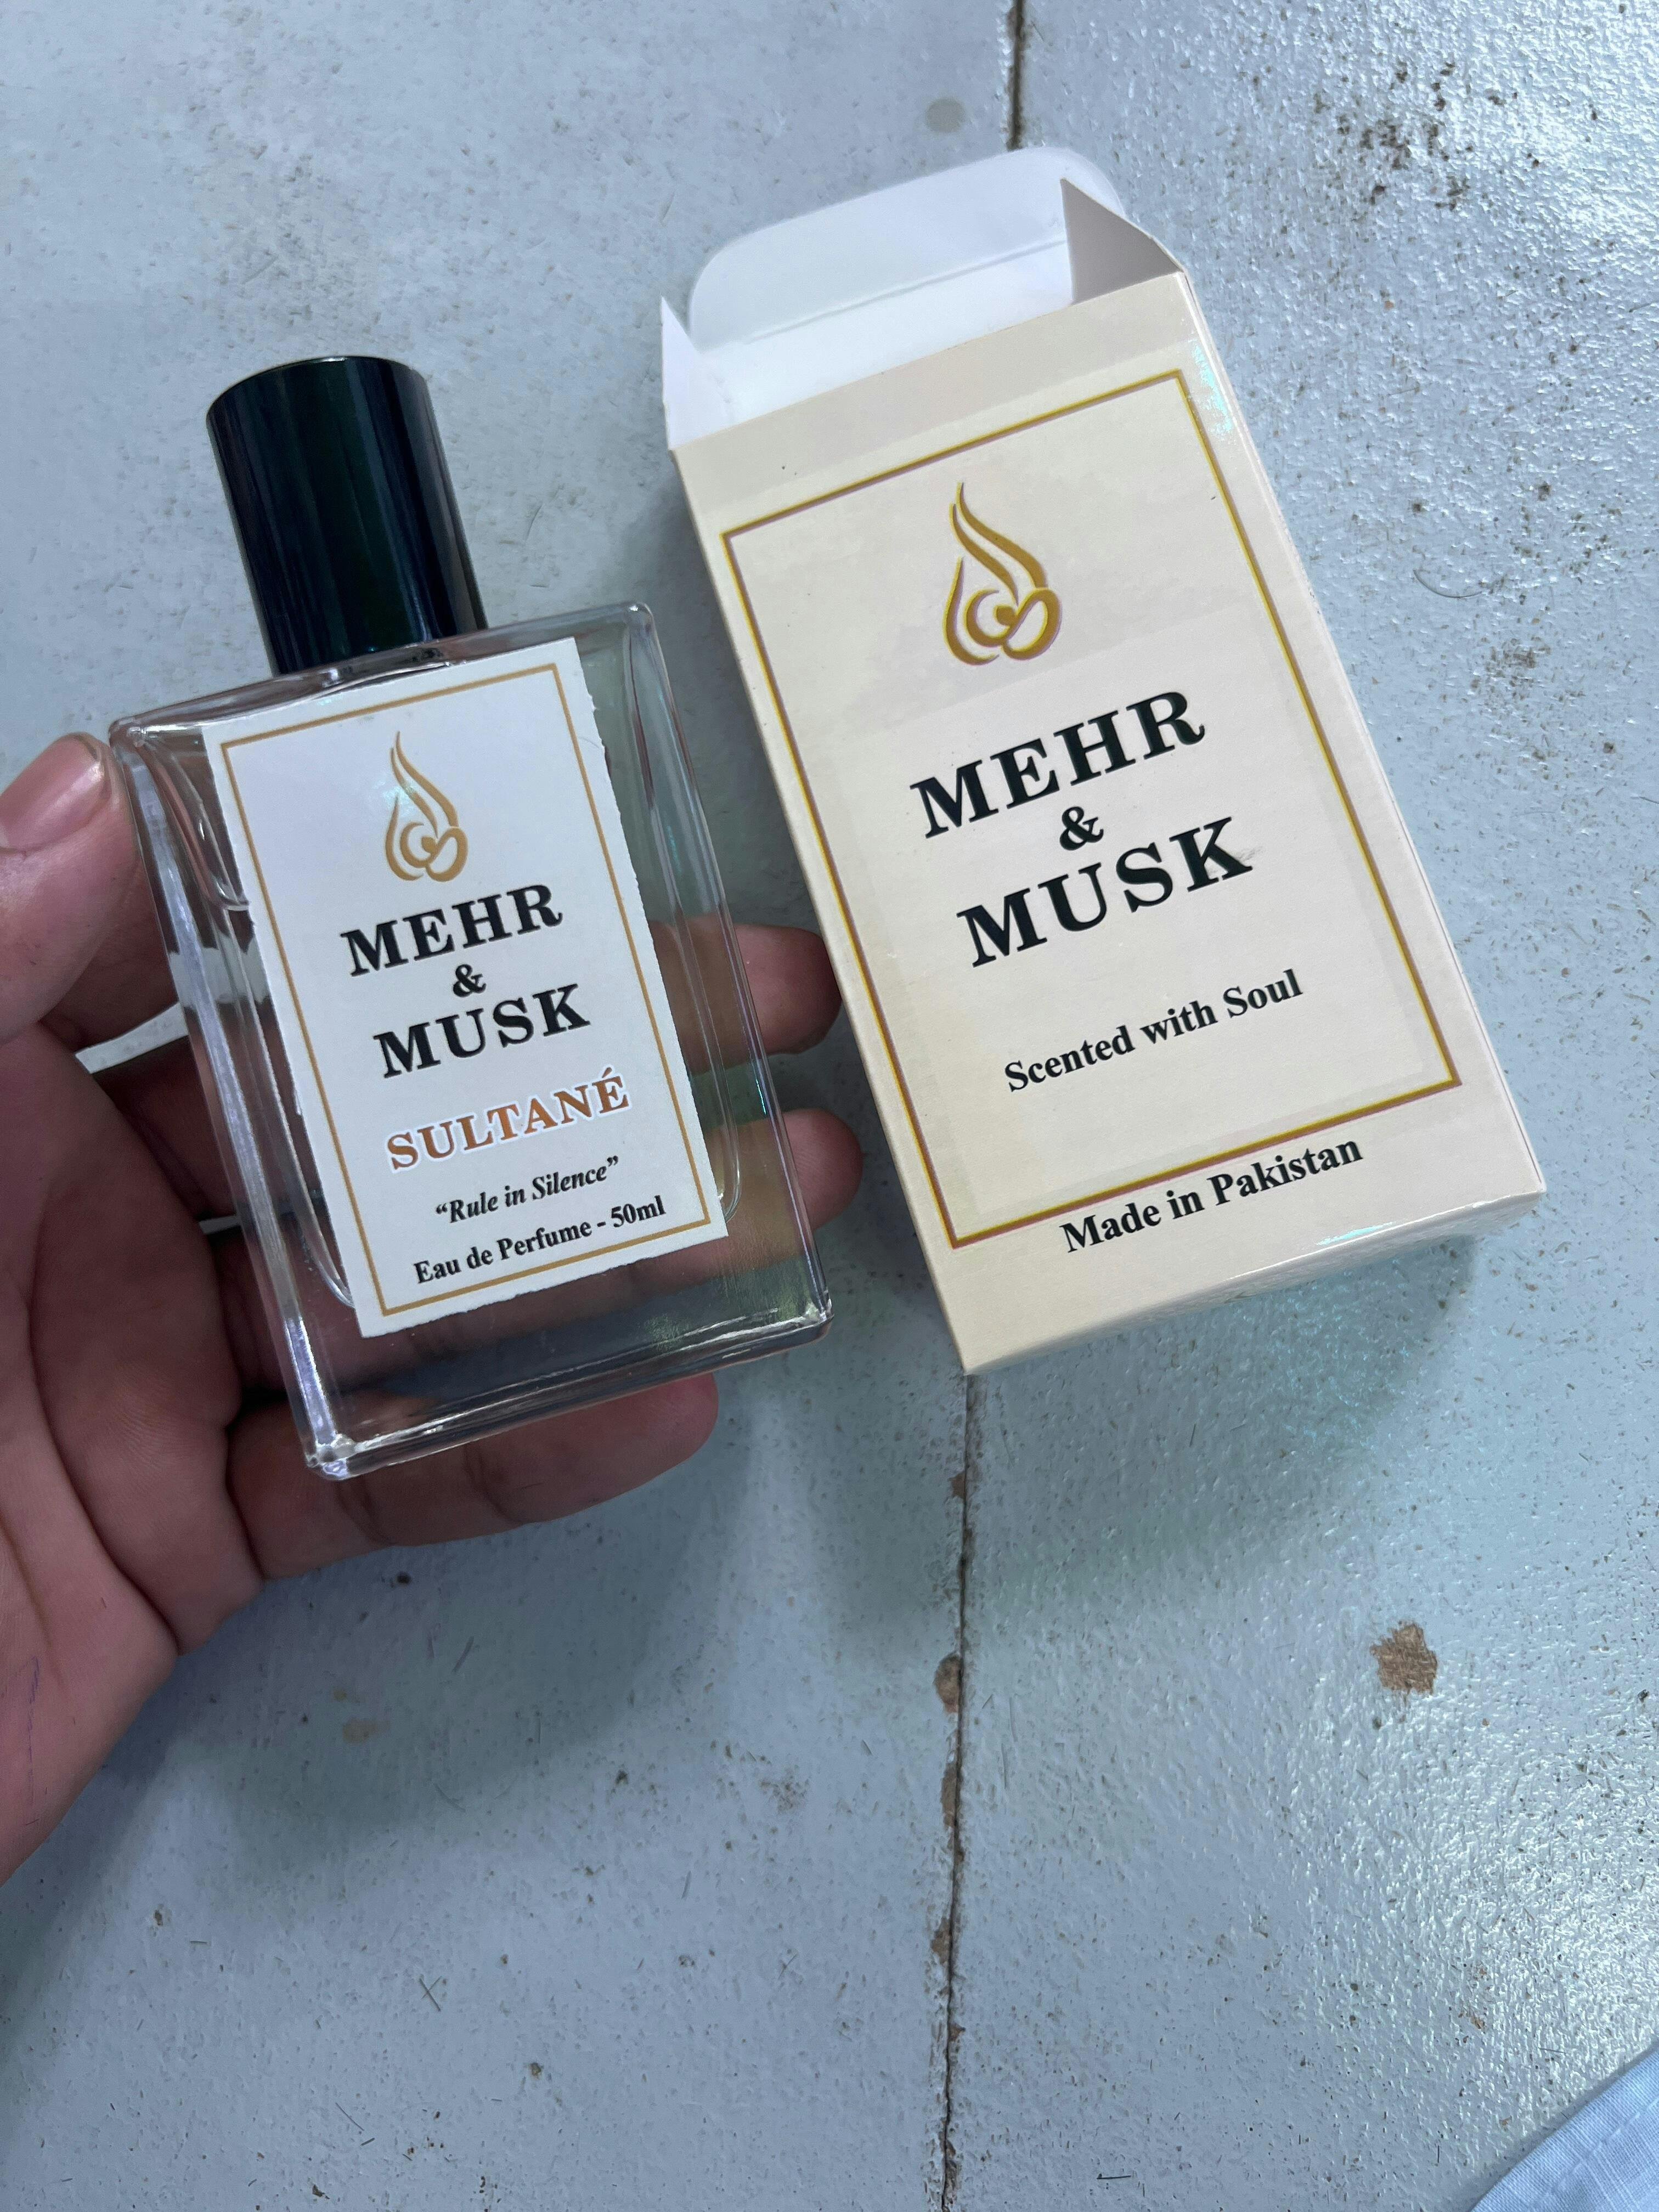 MEHR
&
MUSK
SULTANÉ
“Rule in Silence”
Eau de Perfume - 50ml
MEHR
&
MUSK
Scented with Soul
Made in Pakistan